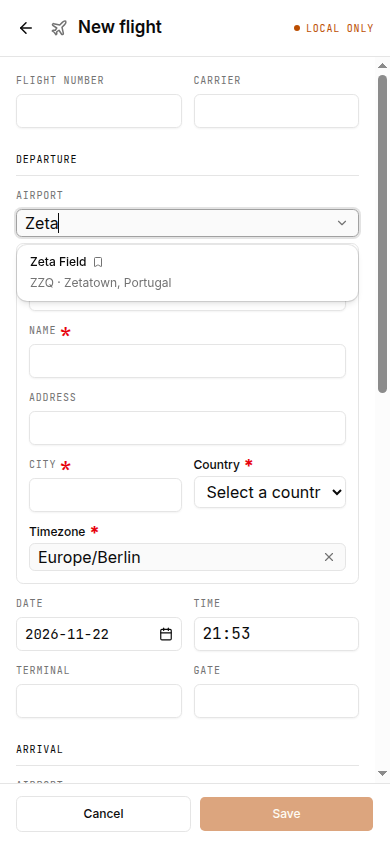 New flight
LOCAL ONLY
FLIGHT NUMBER
CARRIER
DEPARTURE
AIRPORT
Zeta
Zeta Field
ZZQ · Zetatown, Portugal
NAME *
ADDRESS
CITY *
Country *
Select a countr
Timezone *
Europe/Berlin
DATE
TIME
2026-11-22
21:53
TERMINAL
GATE
ARRIVAL
AIRPORT
Cancel
Save